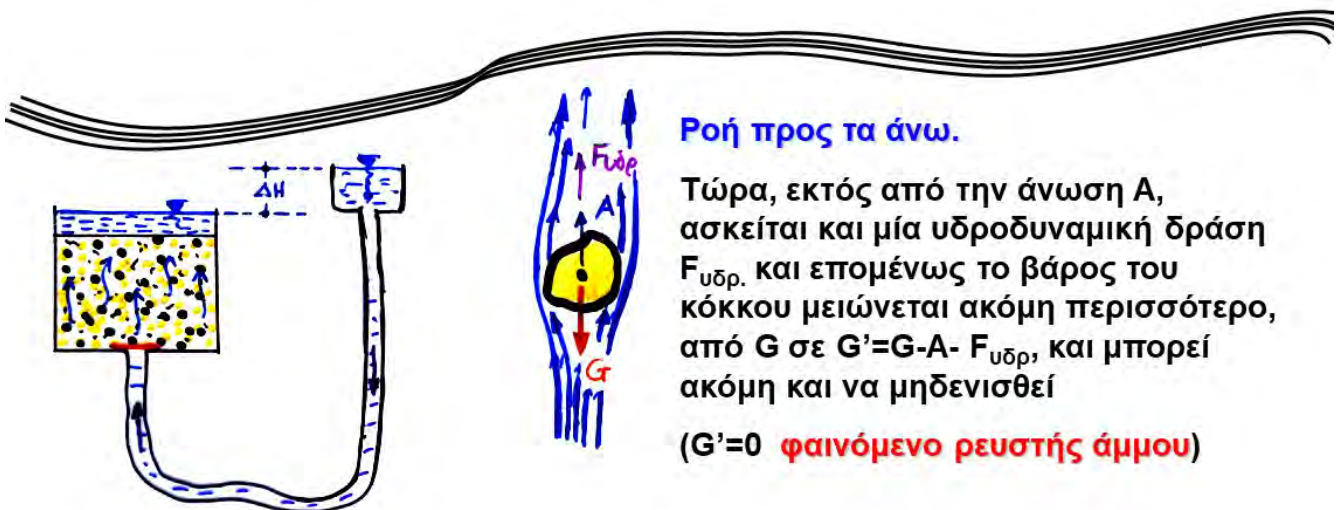 ΔΗ
Fυδρ
Α
G
Ροή προς τα άνω.
Τώρα, εκτός από την άνωση Α,
ασκείται και μία υδροδυναμική δράση
Fυδρ. και επομένως το βάρος του
κόκκου μειώνεται ακόμη περισσότερο,
από G σε G’=G-A- Fυδρ, και μπορεί
ακόμη και να μηδενισθεί
(G’=0 φαινόμενο ρευστής άμμου)